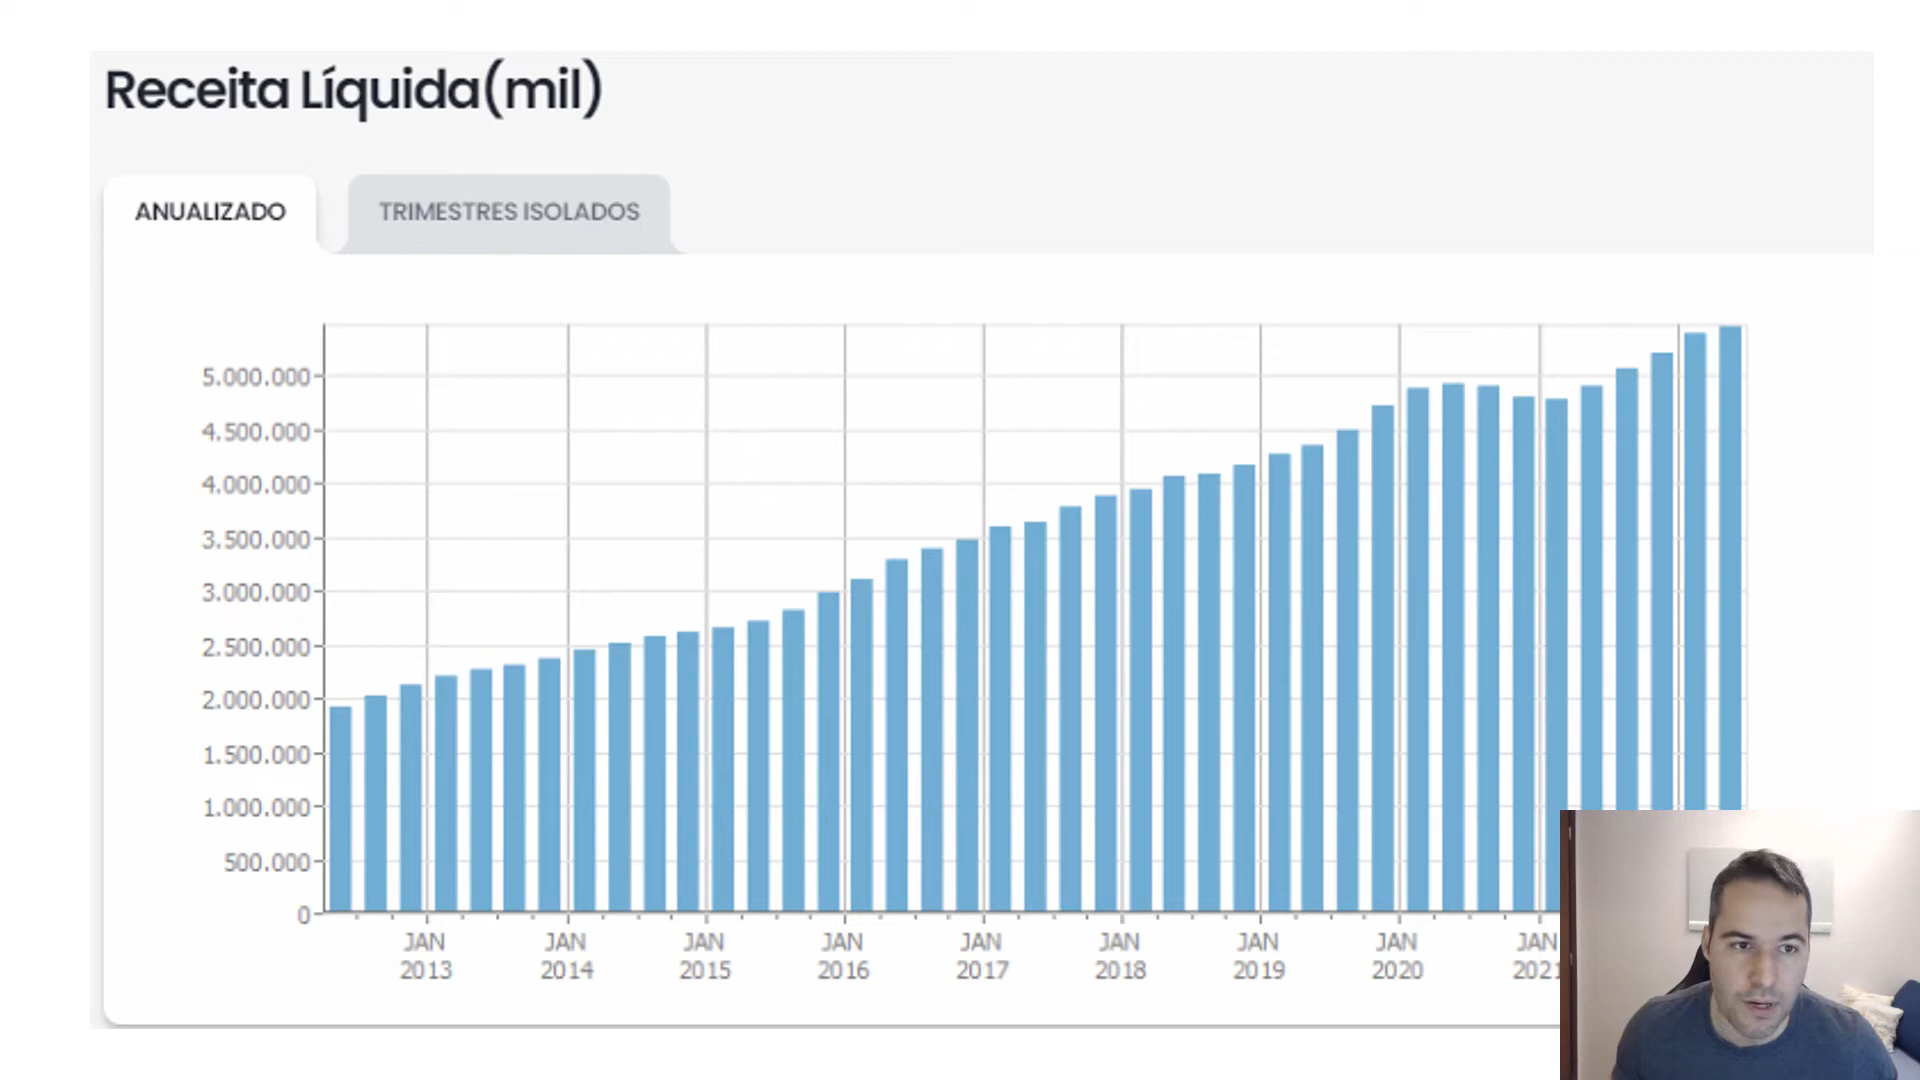 Receita Líquida(mil)
ANUALIZADO
TRIMESTRES ISOLADOS
5.000.000
4.500.000
4.000.000
3.500.000
3.000.000
2.500.000
2.000.000
1.500.000
1.000.000
500.000
0
JAN 2013
JAN 2014
JAN 2015
JAN 2016
JAN 2017
JAN 2018
JAN 2019
JAN 2020
JAN 2021